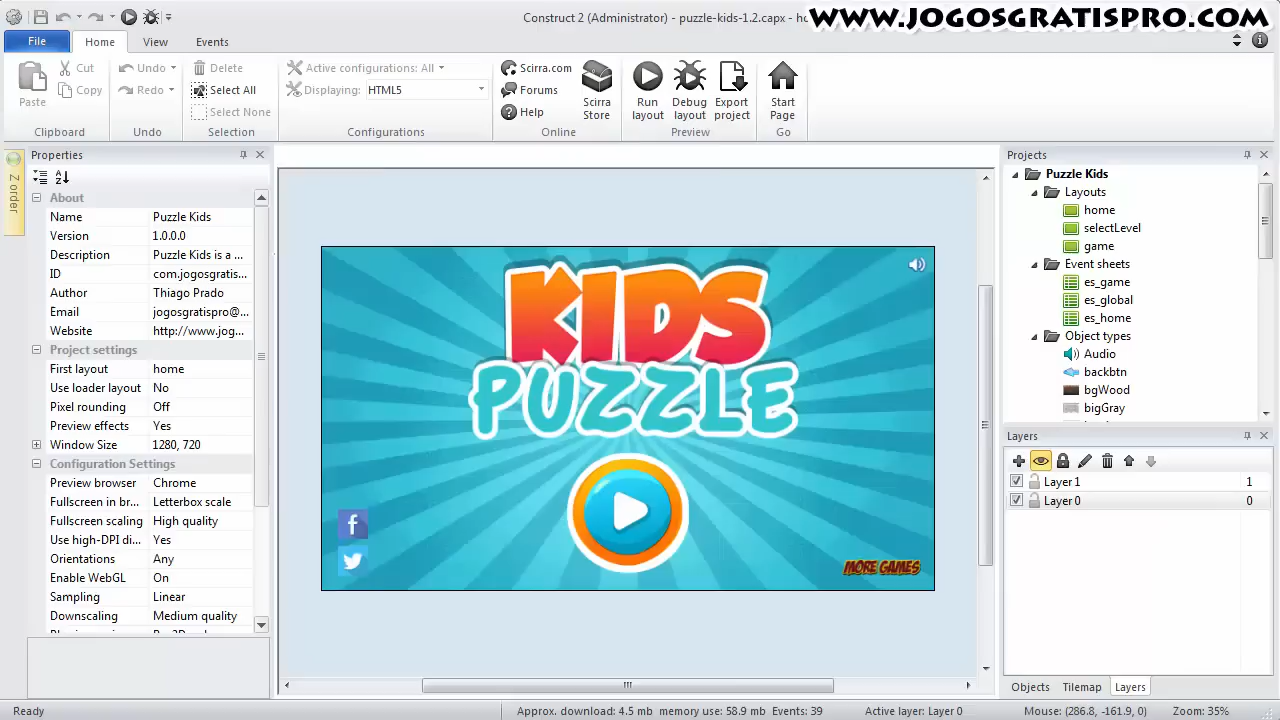 Construct 2 (Administrator) - puzzle-kids-1.2.capx - ho
www.JOGOSGRATISPRO.COM
File Home View Events
Paste Cut Copy
Clipboard
Undo
Redo
Undo
Delete
Select All
Select None
Selection
Active configurations: All
Displaying: HTML5
Configurations
Scirra.com
Forums
Help
Scirra Store
Online
Run layout
Debug layout
Export project
Preview
Start Page
Go
Z order
Properties
About
Name Puzzle Kids
Version 1.0.0.0
Description Puzzle Kids is a ...
ID com.jogosgratis...
Author Thiago Prado
Email jogosgratispro@...
Website http://www.jog...
Project settings
First layout home
Use loader layout No
Pixel rounding Off
Preview effects Yes
Window Size 1280, 720
Configuration Settings
Preview browser Chrome
Fullscreen in br... Letterbox scale
Fullscreen scaling High quality
Use high-DPI di... Yes
Orientations Any
Enable WebGL On
Sampling Linear
Downscaling Medium quality
KIDS
PUZZLE
f
MORE GAMES
Projects
Puzzle Kids
Layouts
home
selectLevel
game
Event sheets
es_game
es_global
es_home
Object types
Audio
backbtn
bgWood
bigGray
Layers
Layer 1 1
Layer 0 0
Objects Tilemap Layers
Ready Approx. download: 4.5 mb memory use: 58.9 mb Events: 39 Active layer: Layer 0 Mouse: (286.8, -161.9, 0) Zoom: 35%